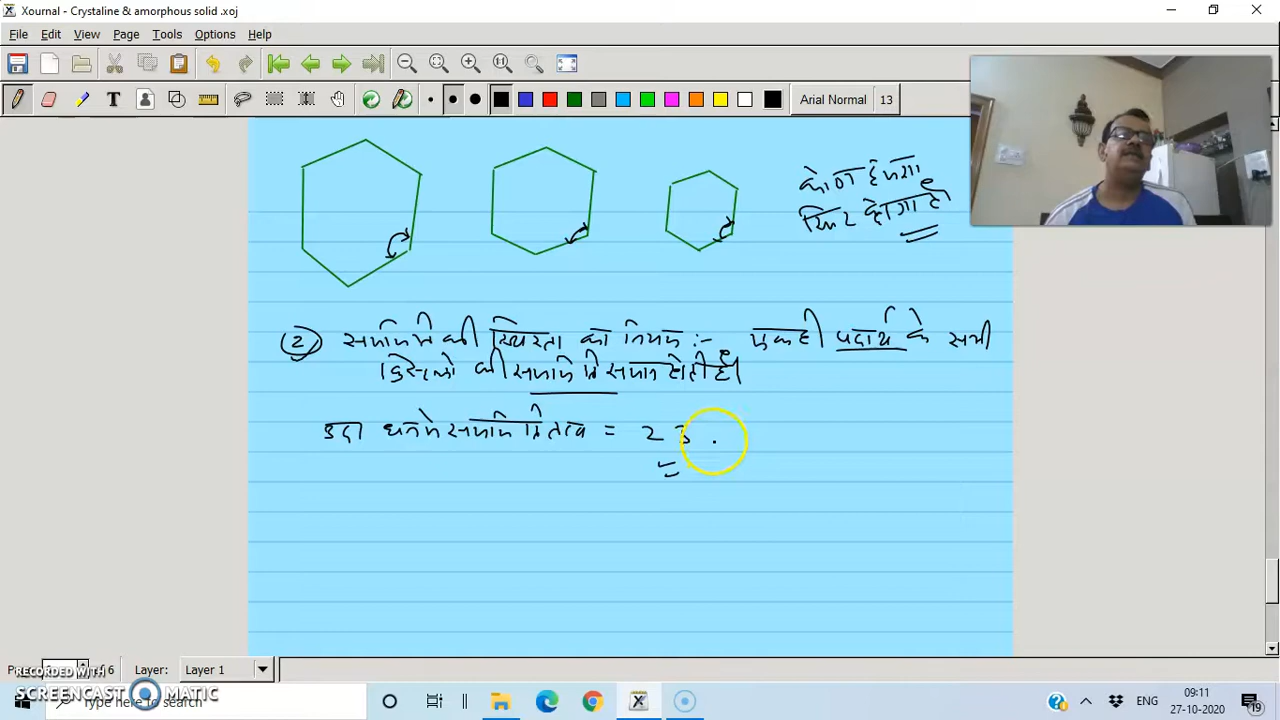 Xournal - Crystaline & amorphous solid .xoj
File Edit View Page Tools Options Help
Arial Normal 13
कोण हमेशा
स्थिर होता है
② सममिति की स्थिरता का नियम :- एक ही पदार्थ के सभी
क्रिस्टलो की सममिति समान होती है।
उदा घन मे सममिति तत्व = 23
Layer: Layer 1
RECORDED WITH
SCREENCAST MATIC
Type here to search
ENG
09:11
27-10-2020
19